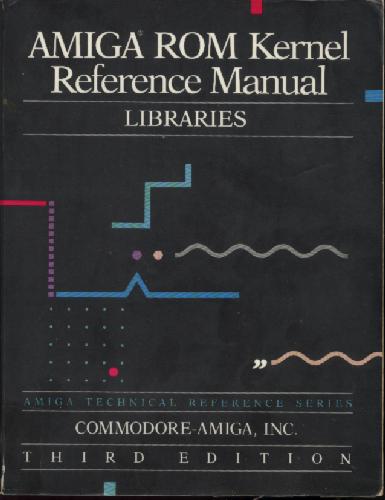 AMIGA® ROM Kernel
Reference Manual
LIBRARIES
AMIGA TECHNICAL REFERENCE SERIES
COMMODORE-AMIGA, INC.
THIRD EDITION